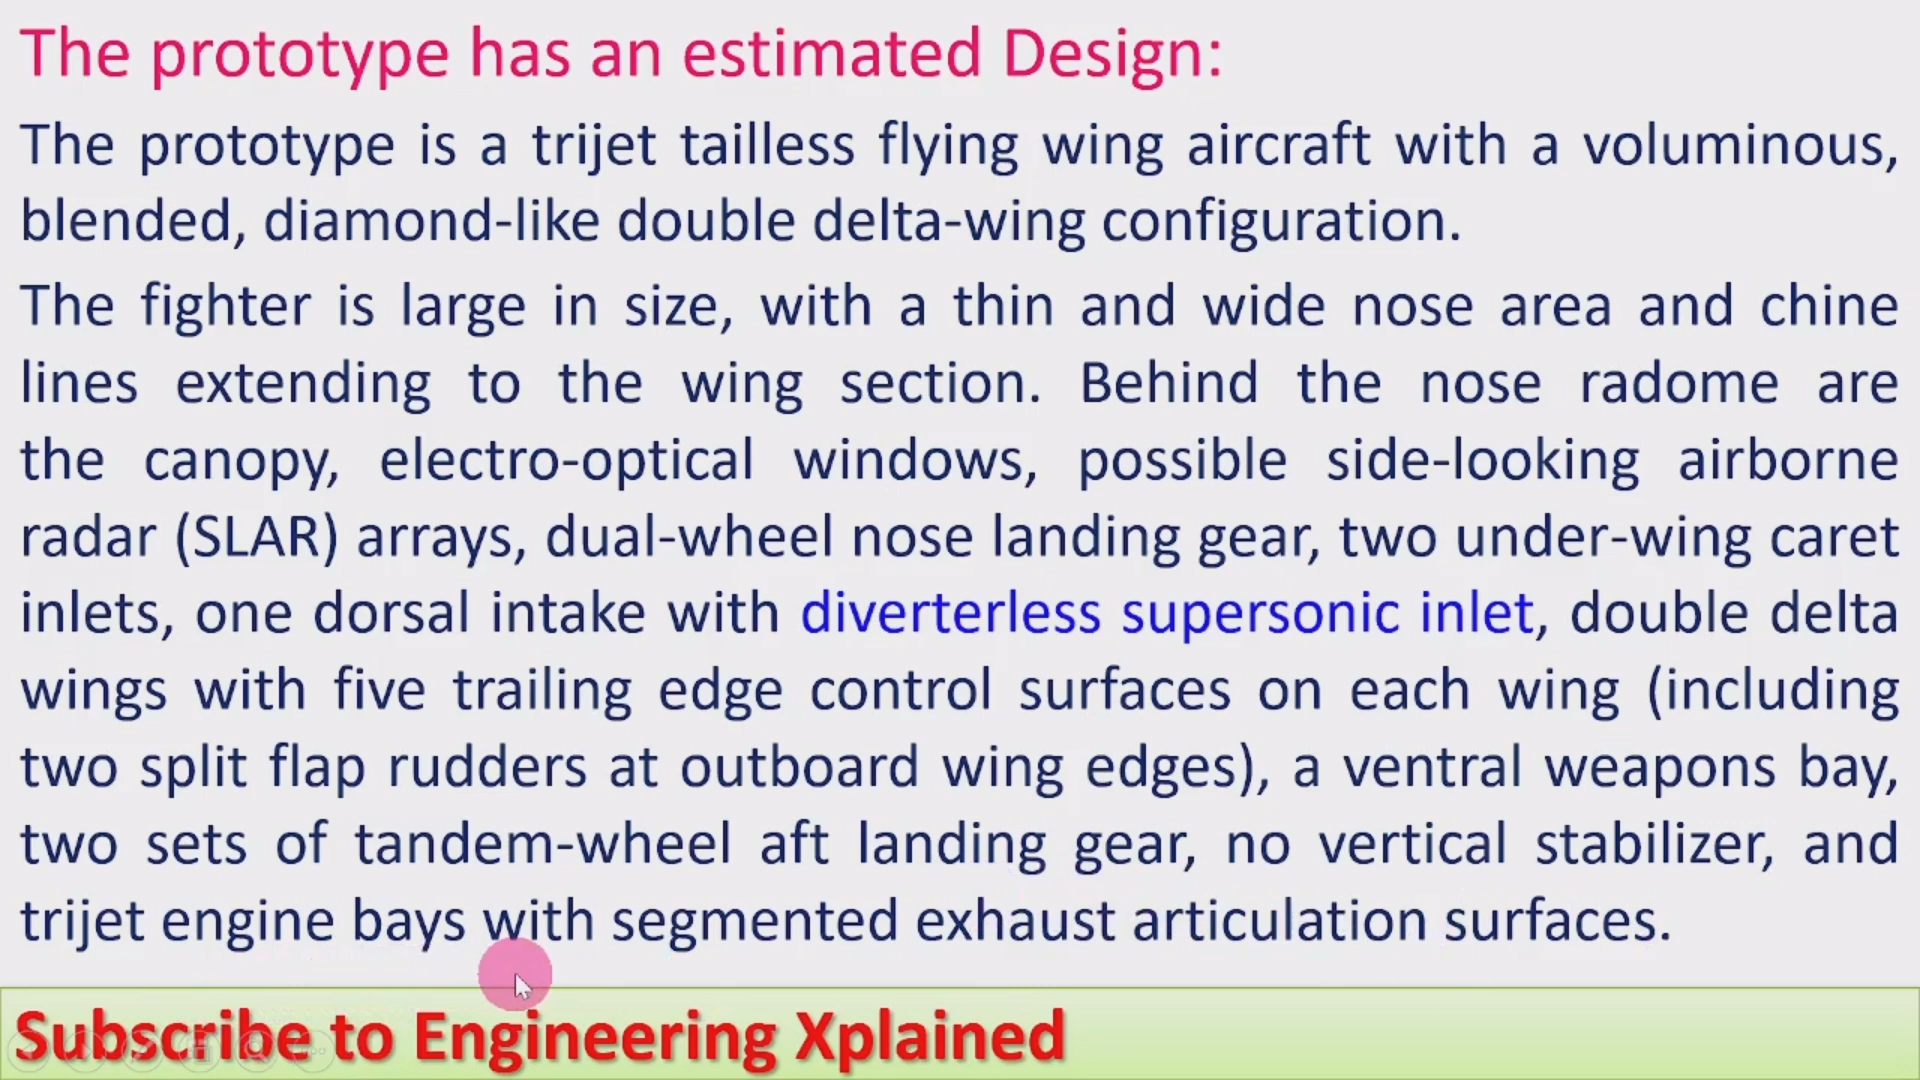 The prototype has an estimated Design:
The prototype is a trijet tailless flying wing aircraft with a voluminous,
blended, diamond-like double delta-wing configuration.
The fighter is large in size, with a thin and wide nose area and chine
lines extending to the wing section. Behind the nose radome are
the canopy, electro-optical windows, possible side-looking airborne
radar (SLAR) arrays, dual-wheel nose landing gear, two under-wing caret
inlets, one dorsal intake with diverterless supersonic inlet, double delta
wings with five trailing edge control surfaces on each wing (including
two split flap rudders at outboard wing edges), a ventral weapons bay,
two sets of tandem-wheel aft landing gear, no vertical stabilizer, and
trijet engine bays with segmented exhaust articulation surfaces.
Subscribe to Engineering Xplained